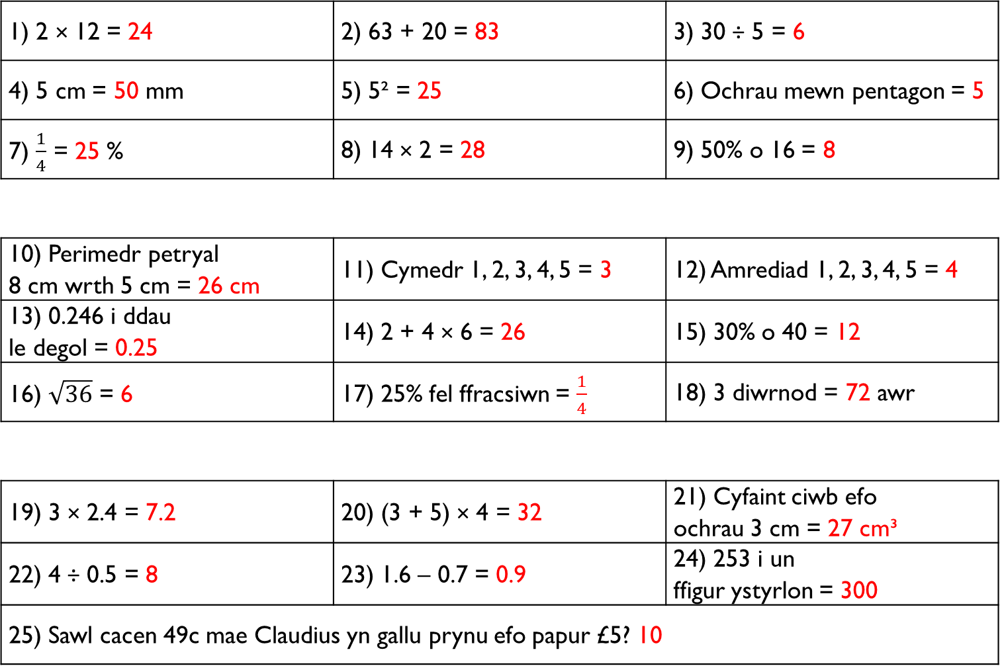 1) 2 × 12 = 24
2) 63 + 20 = 83
3) 30 ÷ 5 = 6
4) 5 cm = 50 mm
5) 5² = 25
6) Ochrau mewn pentagon = 5
7) 1/4 = 25 %
8) 14 × 2 = 28
9) 50% o 16 = 8
10) Perimedr petryal
8 cm wrth 5 cm = 26 cm
11) Cymedr 1, 2, 3, 4, 5 = 3
12) Amrediad 1, 2, 3, 4, 5 = 4
13) 0.246 i ddau
le degol = 0.25
14) 2 + 4 × 6 = 26
15) 30% o 40 = 12
16) √36 = 6
17) 25% fel ffracsiwn = 1/4
18) 3 diwrnod = 72 awr
19) 3 × 2.4 = 7.2
20) (3 + 5) × 4 = 32
21) Cyfaint ciwb efo
ochrau 3 cm = 27 cm³
22) 4 ÷ 0.5 = 8
23) 1.6 – 0.7 = 0.9
24) 253 i un
ffigur ystyrlon = 300
25) Sawl cacen 49c mae Claudius yn gallu prynu efo papur £5? 10